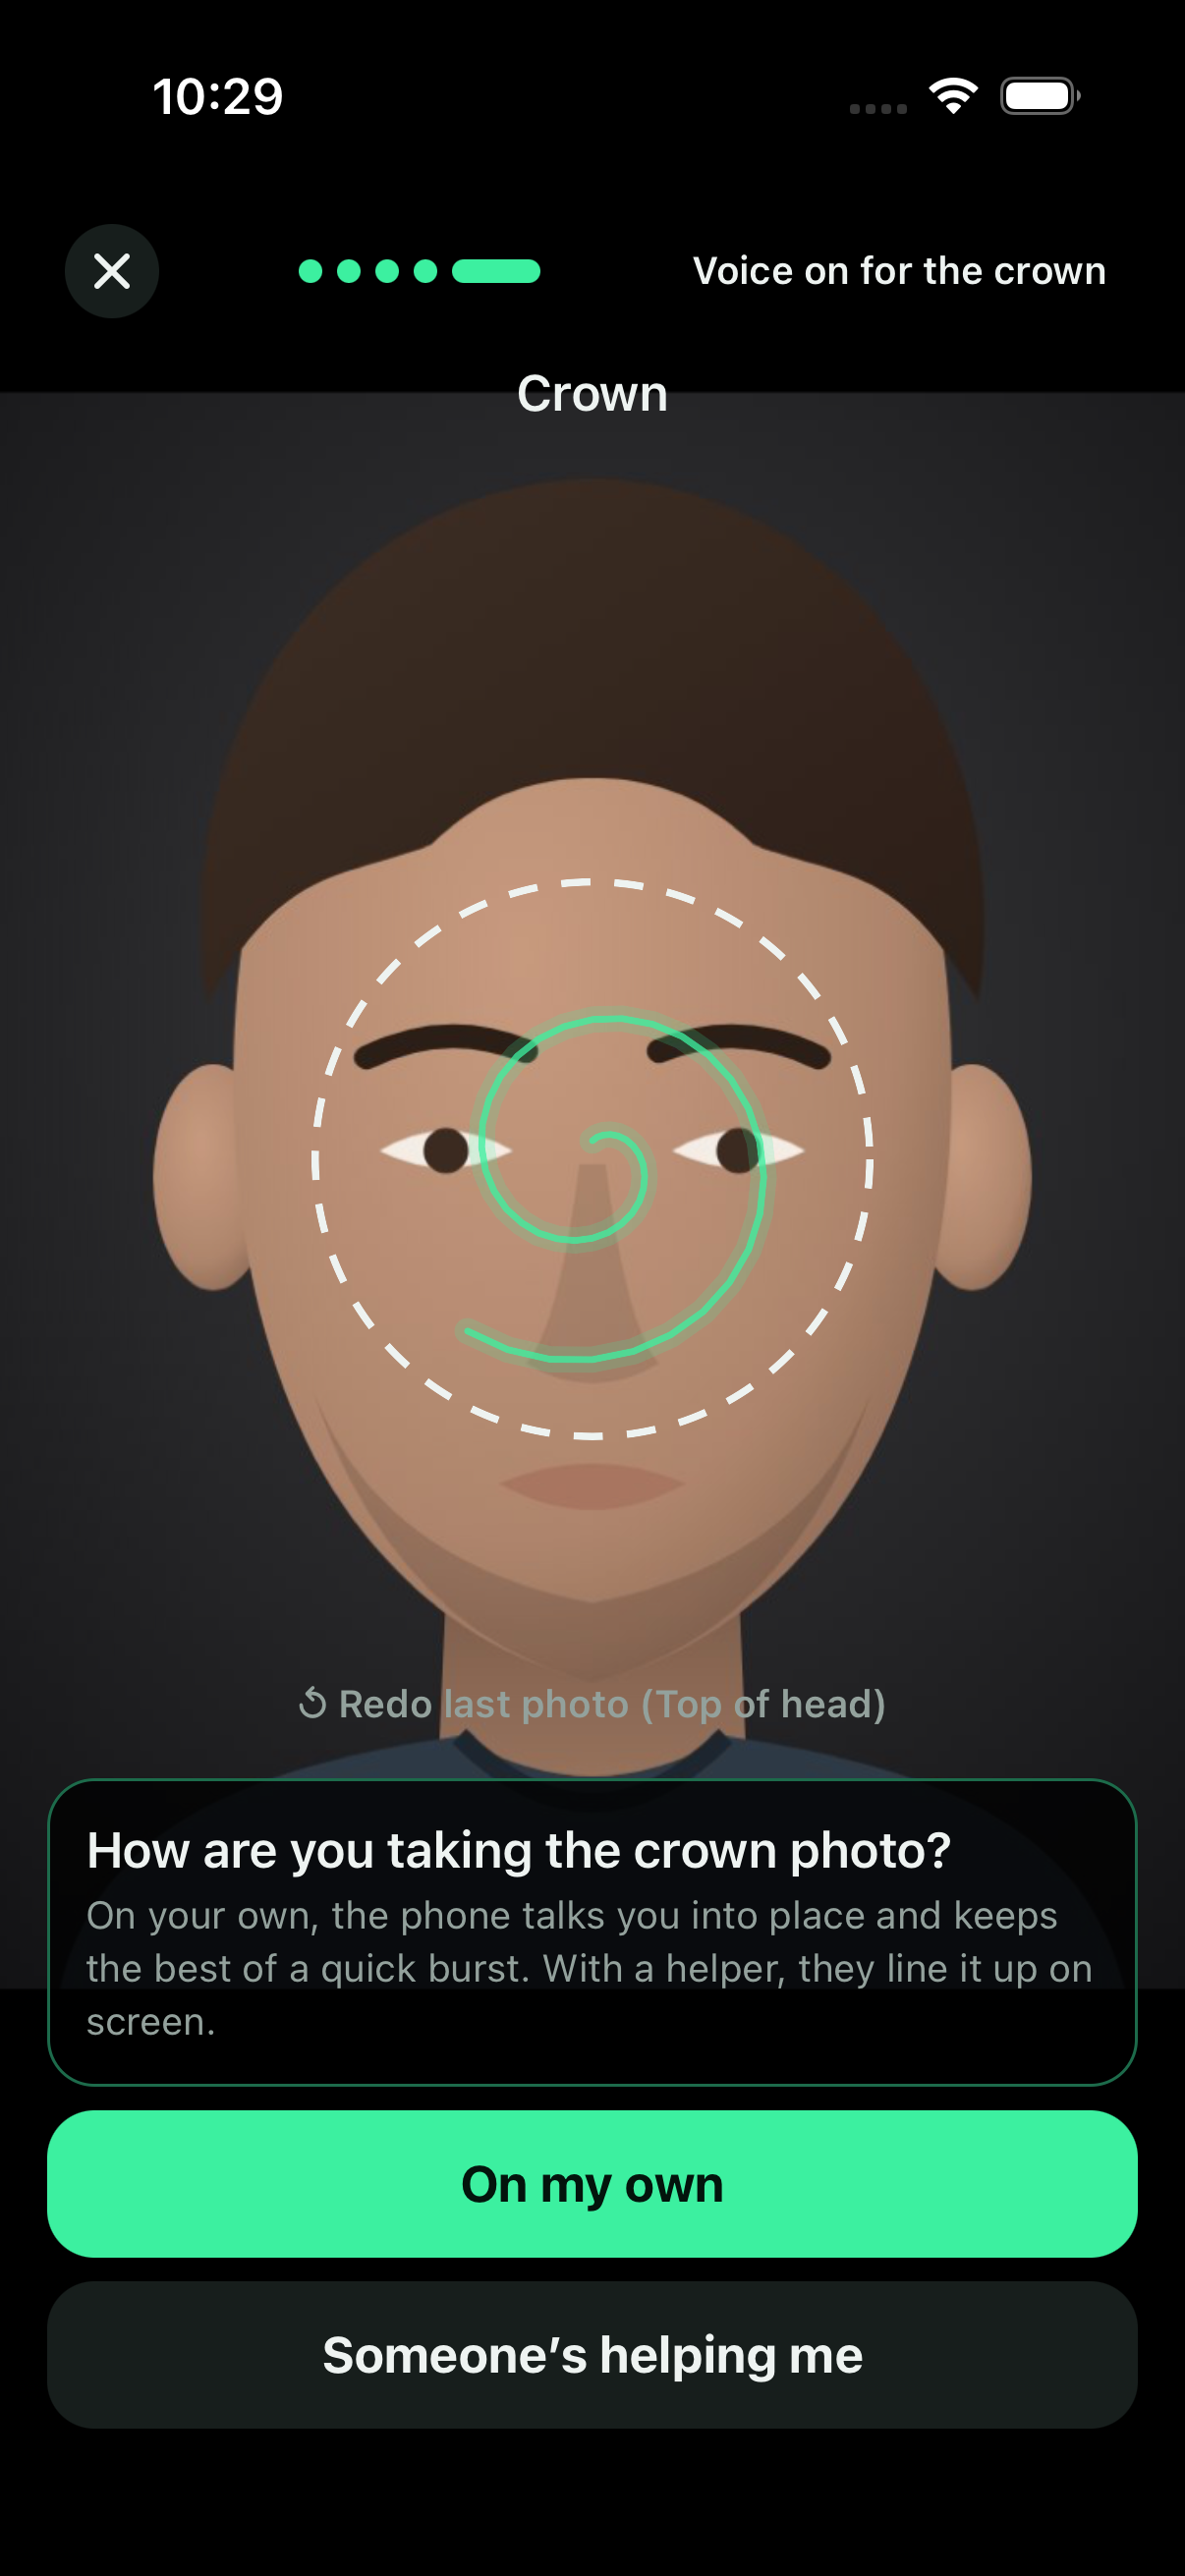 10:29
Voice on for the crown
Crown
Redo last photo (Top of head)
How are you taking the crown photo?
On your own, the phone talks you into place and keeps
the best of a quick burst. With a helper, they line it up on
screen.
On my own
Someone’s helping me